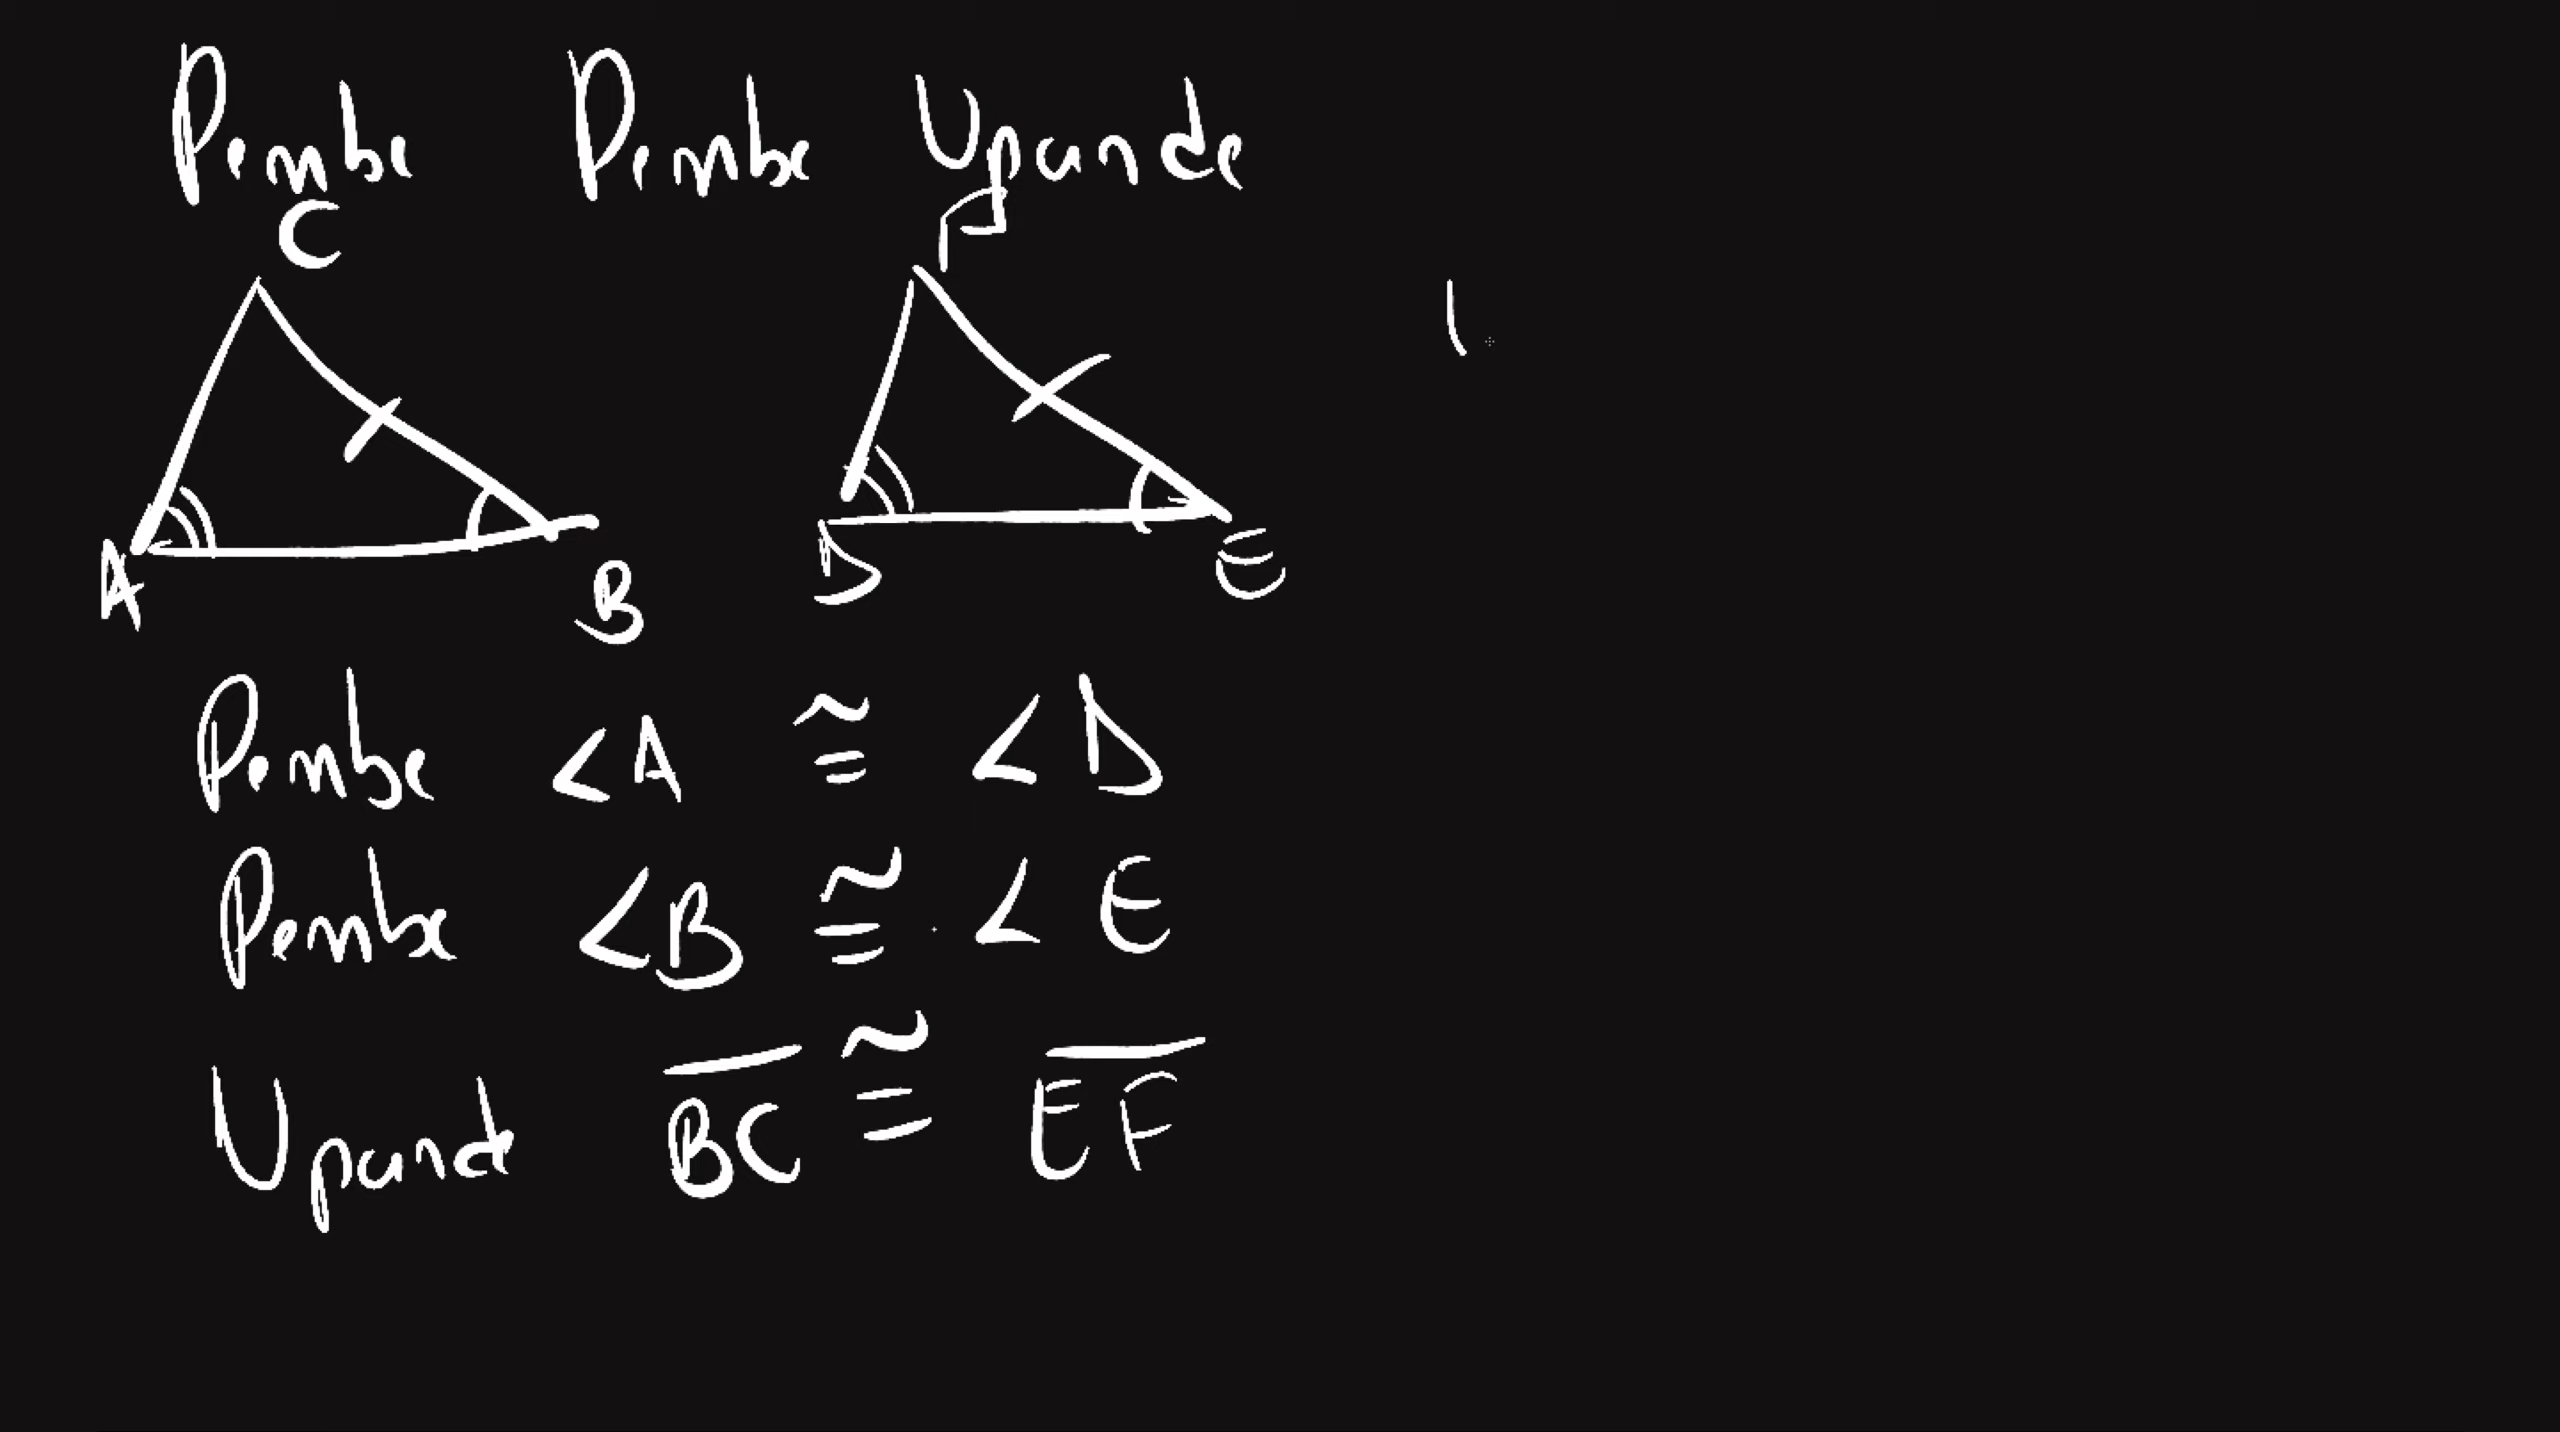 Pembe Pembe Upande
C F
A B D E
Pembe <A ≅ <D
Pembe <B ≅ <E
Upande BC ≅ EF